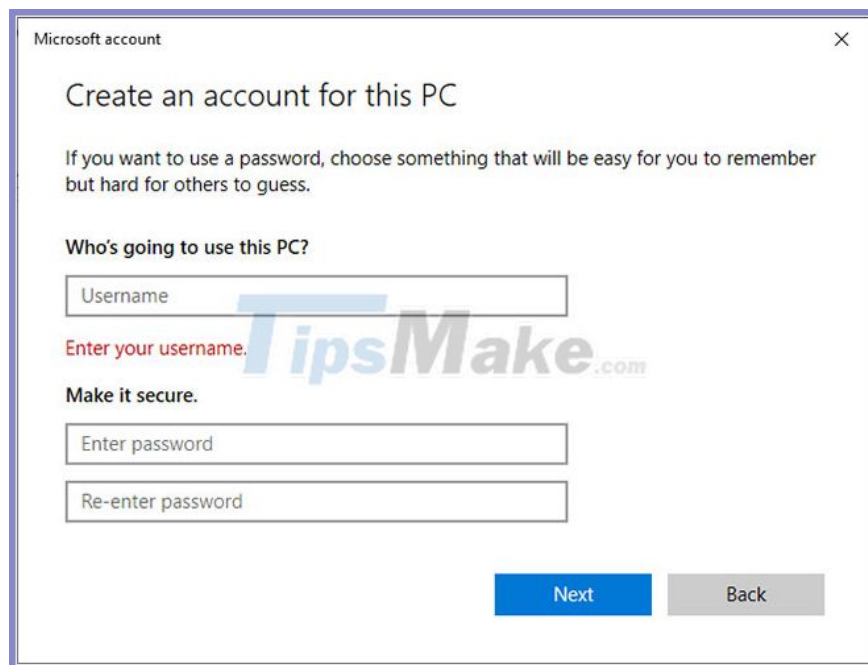 Microsoft account
Create an account for this PC
If you want to use a password, choose something that will be easy for you to remember
but hard for others to guess.
Who's going to use this PC?
Username
TipsMake.com
Enter your username.
Make it secure.
Enter password
Re-enter password
Next Back